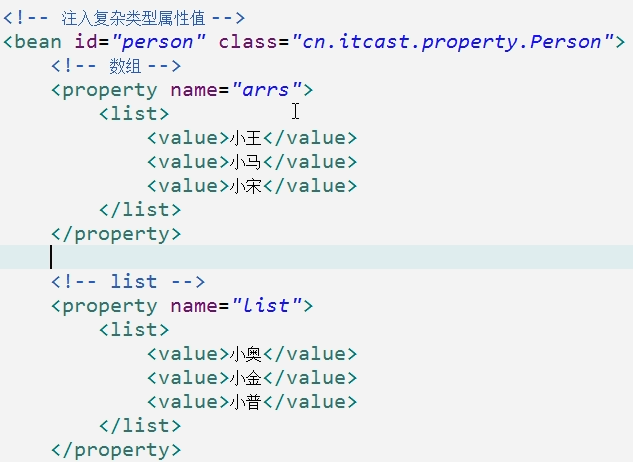 <!-- 注入复杂类型属性值 -->
<bean id="person" class="cn.itcast.property.Person">
<!-- 数组 -->
<property name="arrs">
<list>
<value>小王</value>
<value>小马</value>
<value>小宋</value>
</list>
</property>
<!-- list -->
<property name="list">
<list>
<value>小奥</value>
<value>小金</value>
<value>小普</value>
</list>
</property>